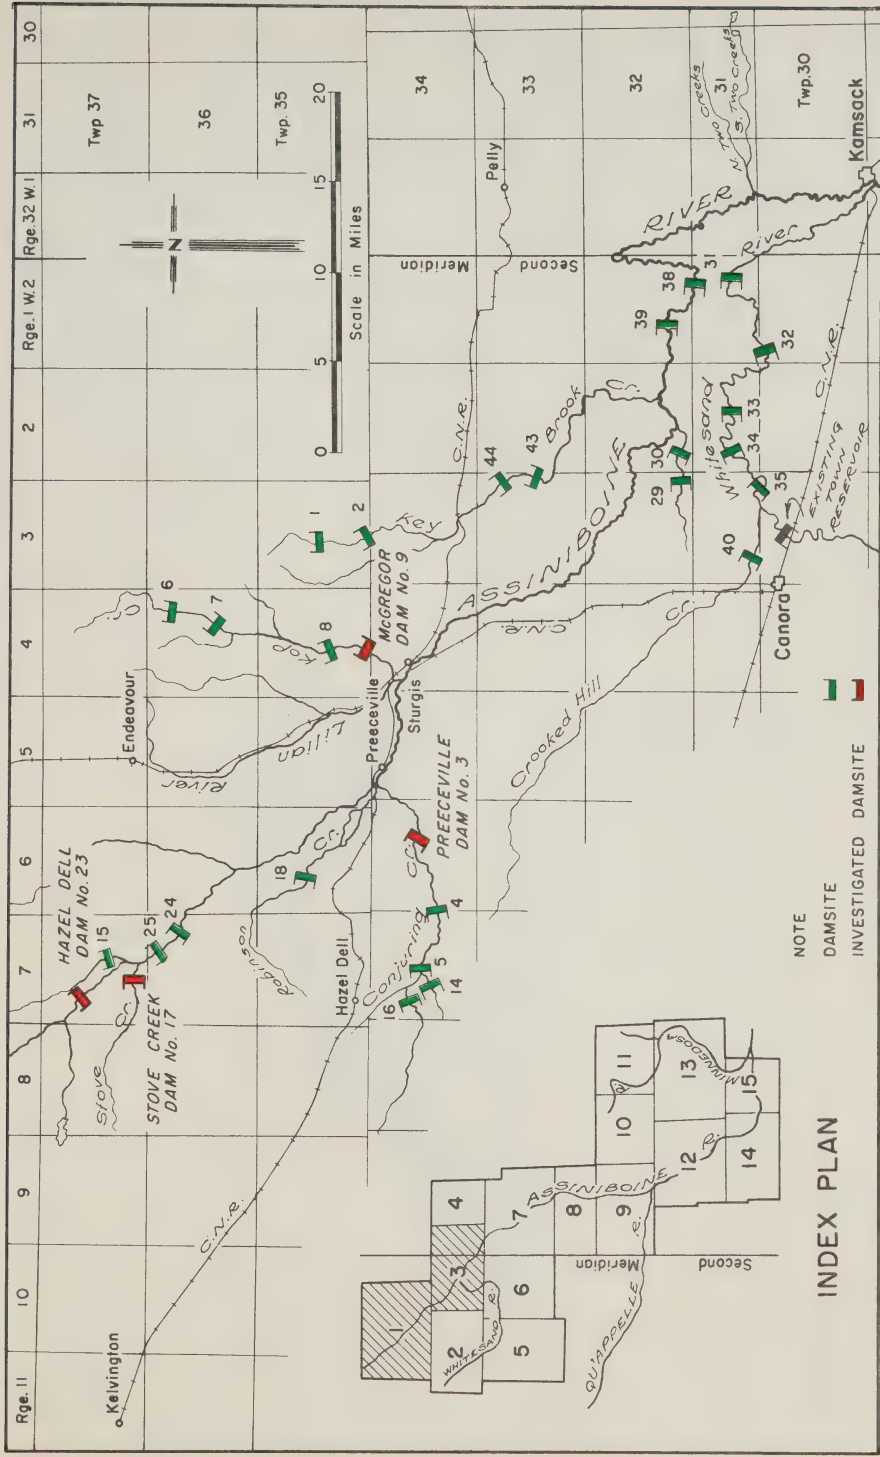 Rge. 11
10
9
8
7
6
5
4
3
2
Rge. 1 W. 2
Rge. 32 W. 1
31
30
Twp 37
36
Twp. 35
34
33
32
31
Twp. 30
N
0
5
10
15
20
Scale in Miles
Kelvington
C.N.R.
HAZEL DELL
DAM No. 23
15
25
24
STOVE CREEK
DAM No. 17
Stove
Cr.
Endeavour
Lilian
River
6
7
8
Cr.
Kop
McGREGOR
DAM No. 9
1
2
Key
18
Cr.
Hazel Dell
Conjuring
Cr.
16
5
14
4
PREECEVILLE
DAM No. 3
Preeceville
Sturgis
C.N.R.
ASSINIBOINE
RIVER
44
43
Brook
Cr.
C.N.R.
Pelly
Second
Meridian
30
29
39
38
31
32
33
34
35
40
Whitesand
River
N. Two Creeks
S. Two Creeks
Kamsack
C.N.R.
EXISTING
TOWN
RESERVOIR
Canora
Crooked Hill
Cr.
NOTE
DAMSITE
INVESTIGATED DAMSITE
1
2
3
4
5
6
7
8
9
10
11
12
13
14
15
WHITESAND R.
ASSINIBOINE
R.
QU'APPELLE
R.
MINNEDOSA
R.
Second
Meridian
INDEX PLAN